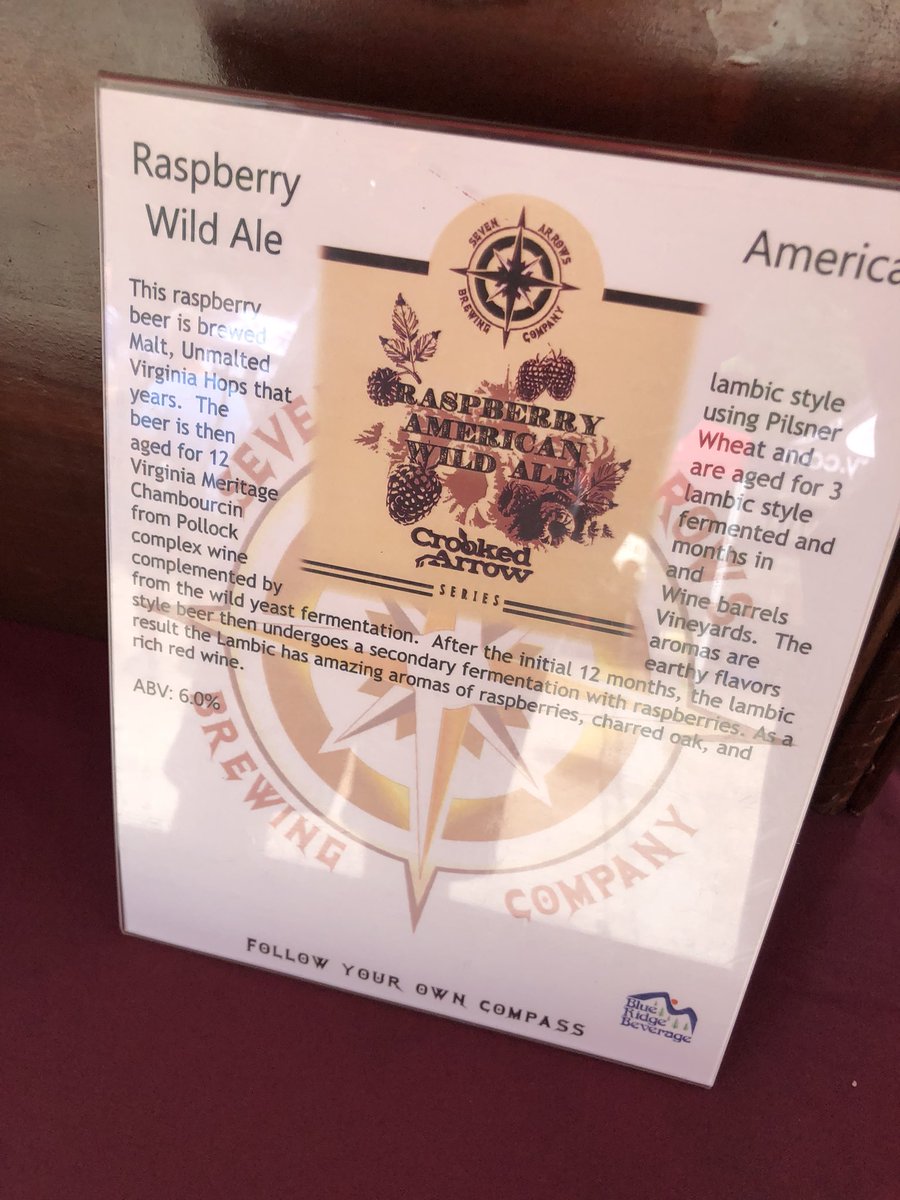 Raspberry America
Wild Ale
This raspberry lambic style
beer is brewed using Pilsner
Malt, Unmalted Wheat and
Virginia Hops that are aged for 3
years. The lambic style
beer is then fermented and
aged for 12 months in
Virginia Meritage and
Chambourcin Wine barrels
from Pollock Vineyards. The
complex wine aromas are
complemented by earthy flavors
from the wild yeast fermentation. After the initial 12 months, the lambic
style beer then undergoes a secondary fermentation with raspberries. As a
result the Lambic has amazing aromas of raspberries, charred oak, and
rich red wine.
ABV: 6.0%
SEVEN ARROWS
BREWING COMPANY
RASPBERRY
AMERICAN
WILD ALE
Crooked
Arrow
SERIES
BREWING COMPANY
FOLLOW YOUR OWN COMPASS
Blue
Ridge
Beverage